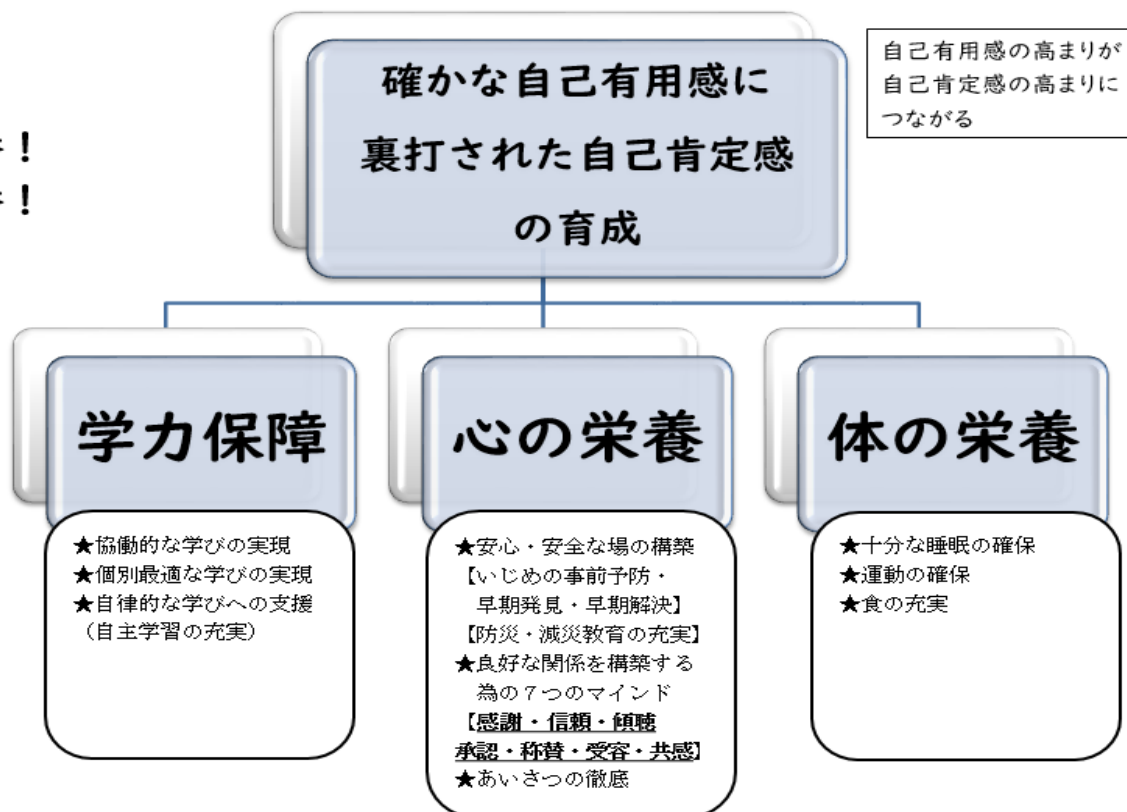 確かな自己有用感に
裏打された自己肯定感
の育成
自己有用感の高まりが
自己肯定感の高まりに
つながる
！
！
学力保障
★協働的な学びの実現
★個別最適な学びの実現
★自律的な学びへの支援
（自主学習の充実）
心の栄養
★安心・安全な場の構築
【いじめの事前予防・
早期発見・早期解決】
【防災・減災教育の充実】
★良好な関係を構築する
為の７つのマインド
【感謝・信頼・傾聴
承認・称賛・受容・共感】
★あいさつの徹底
体の栄養
★十分な睡眠の確保
★運動の確保
★食の充実